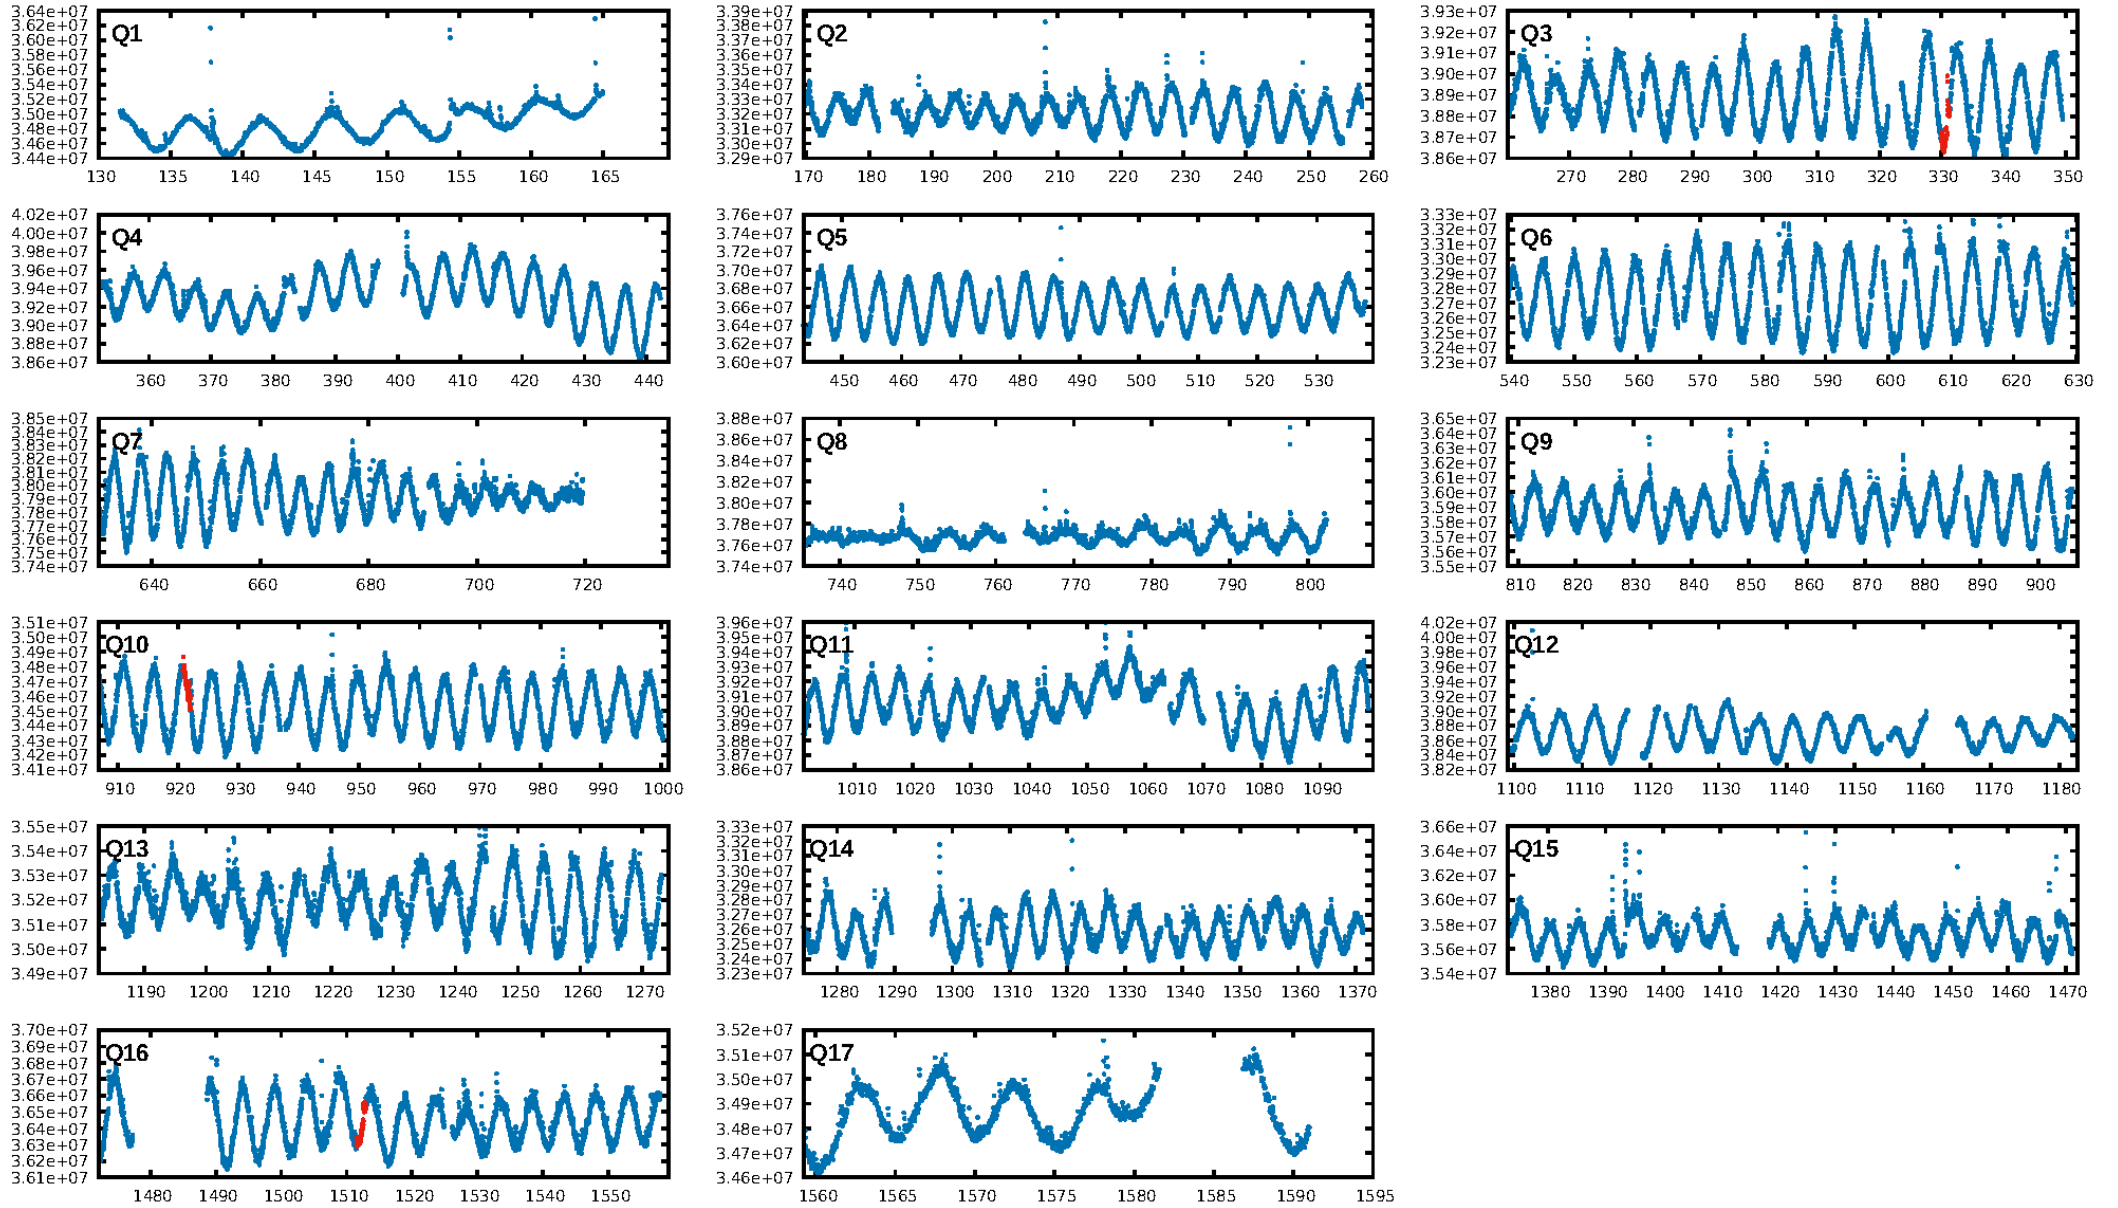 3.64e+07
3.62e+07
3.60e+07
3.58e+07
3.56e+07
3.54e+07
3.52e+07
3.50e+07
3.48e+07
3.46e+07
3.44e+07
Q1
130 135 140 145 150 155 160 165
3.39e+07
3.38e+07
3.37e+07
3.36e+07
3.35e+07
3.34e+07
3.33e+07
3.32e+07
3.31e+07
3.30e+07
3.29e+07
Q2
170 180 190 200 210 220 230 240 250 260
3.93e+07
3.92e+07
3.91e+07
3.90e+07
3.89e+07
3.88e+07
3.87e+07
3.86e+07
Q3
270 280 290 300 310 320 330 340 350
4.02e+07
4.00e+07
3.98e+07
3.96e+07
3.94e+07
3.92e+07
3.90e+07
3.88e+07
3.86e+07
Q4
360 370 380 390 400 410 420 430 440
3.76e+07
3.74e+07
3.72e+07
3.70e+07
3.68e+07
3.66e+07
3.64e+07
3.62e+07
3.60e+07
Q5
450 460 470 480 490 500 510 520 530
3.33e+07
3.32e+07
3.31e+07
3.30e+07
3.29e+07
3.28e+07
3.27e+07
3.26e+07
3.25e+07
3.24e+07
3.23e+07
Q6
540 550 560 570 580 590 600 610 620 630
3.85e+07
3.84e+07
3.83e+07
3.82e+07
3.81e+07
3.80e+07
3.79e+07
3.78e+07
3.77e+07
3.76e+07
3.75e+07
3.74e+07
Q7
640 660 680 700 720
3.88e+07
3.86e+07
3.84e+07
3.82e+07
3.80e+07
3.78e+07
3.76e+07
3.74e+07
Q8
740 750 760 770 780 790 800
3.65e+07
3.64e+07
3.63e+07
3.62e+07
3.61e+07
3.60e+07
3.59e+07
3.58e+07
3.57e+07
3.56e+07
3.55e+07
Q9
810 820 830 840 850 860 870 880 890 900
3.51e+07
3.50e+07
3.49e+07
3.48e+07
3.47e+07
3.46e+07
3.45e+07
3.44e+07
3.43e+07
3.42e+07
3.41e+07
Q10
910 920 930 940 950 960 970 980 990 1000
3.96e+07
3.95e+07
3.94e+07
3.93e+07
3.92e+07
3.91e+07
3.90e+07
3.89e+07
3.88e+07
3.87e+07
3.86e+07
Q11
1010 1020 1030 1040 1050 1060 1070 1080 1090
4.02e+07
4.00e+07
3.98e+07
3.96e+07
3.94e+07
3.92e+07
3.90e+07
3.88e+07
3.86e+07
3.84e+07
3.82e+07
Q12
1100 1110 1120 1130 1140 1150 1160 1170 1180
3.55e+07
3.54e+07
3.53e+07
3.52e+07
3.51e+07
3.50e+07
3.49e+07
Q13
1190 1200 1210 1220 1230 1240 1250 1260 1270
3.33e+07
3.32e+07
3.31e+07
3.30e+07
3.29e+07
3.28e+07
3.27e+07
3.26e+07
3.25e+07
3.24e+07
3.23e+07
Q14
1280 1290 1300 1310 1320 1330 1340 1350 1360 1370
3.66e+07
3.64e+07
3.62e+07
3.60e+07
3.58e+07
3.56e+07
3.54e+07
Q15
1380 1390 1400 1410 1420 1430 1440 1450 1460 1470
3.70e+07
3.69e+07
3.68e+07
3.67e+07
3.66e+07
3.65e+07
3.64e+07
3.63e+07
3.62e+07
3.61e+07
Q16
1480 1490 1500 1510 1520 1530 1540 1550
3.52e+07
3.51e+07
3.50e+07
3.49e+07
3.48e+07
3.47e+07
3.46e+07
Q17
1560 1565 1570 1575 1580 1585 1590 1595